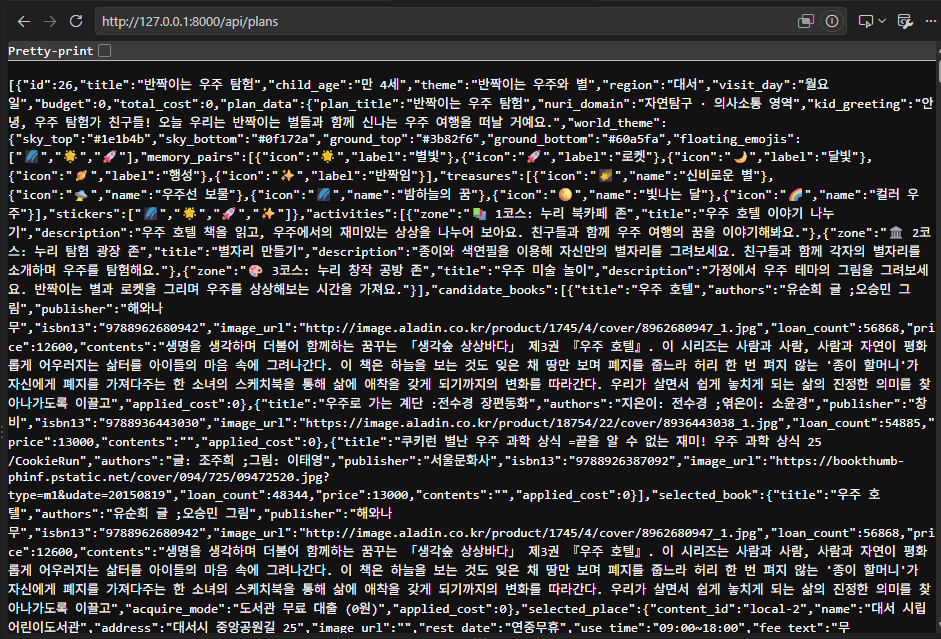 http://127.0.0.1:8000/api/plans
Pretty-print
[{"id":26,"title":"반짝이는 우주 탐험","child_age":"만 4세","theme":"반짝이는 우주와 별","region":"대서","visit_day":"월요
일","budget":0,"total_cost":0,"plan_data":{"plan_title":"반짝이는 우주 탐험","nuri_domain":"자연탐구 · 의사소통 영역","kid_greeting":"안
녕, 우주 탐험가 친구들! 오늘 우리는 반짝이는 별들과 함께 신나는 우주 여행을 떠날 거예요.","world_theme":
{"sky_top":"#1e1b4b","sky_bottom":"#0f172a","ground_top":"#3b82f6","ground_bottom":"#60a5fa","floating_emojis":
["🌌","🌟","🚀"],"memory_pairs":[{"icon":"🌟","label":"별빛"},{"icon":"🚀","label":"로켓"},{"icon":"🌙","label":"달빛"},
{"icon":"🪐","label":"행성"},{"icon":"✨","label":"반짝임"}],"treasures":[{"icon":"🌠","name":"신비로운 별"},
{"icon":"🛸","name":"우주선 보물"},{"icon":"🌌","name":"밤하늘의 꿈"},{"icon":"🌕","name":"빛나는 달"},{"icon":"🌈","name":"컬러 우
주"}],"stickers":["🌌","🌟","🚀","✨"]},"activities":[{"zone":"📚 1코스: 누리 북카페 존","title":"우주 호텔 이야기 나누
기","description":"우주 호텔 책을 읽고, 우주에서의 재미있는 상상을 나누어 보아요. 친구들과 함께 우주 여행의 꿈을 이야기해봐요."},{"zone":"🏛️ 2코
스: 누리 탐험 광장 존","title":"별자리 만들기","description":"종이와 색연필을 이용해 자신만의 별자리를 그려보세요. 친구들과 함께 각자의 별자리를
소개하며 우주를 탐험해요."},{"zone":"🎨 3코스: 누리 창작 공방 존","title":"우주 미술 놀이","description":"가정에서 우주 테마의 그림을 그려보세
요. 반짝이는 별과 로켓을 그리며 우주를 상상해보는 시간을 가져요."}],"candidate_books":[{"title":"우주 호텔","authors":"유순희 글 ;오승민 그
림","publisher":"해와나
무","isbn13":"9788962680942","image_url":"http://image.aladin.co.kr/product/1745/4/cover/8962680947_1.jpg","loan_count":56868,"pri
ce":12600,"contents":"생명을 생각하며 더불어 함께하는 꿈꾸는 「생각숲 상상바다」 제3권 『우주 호텔』. 이 시리즈는 사람과 사람, 사람과 자연이 평화
롭게 어우러지는 삶터를 아이들의 마음 속에 그려나간다. 이 책은 하늘을 보는 것도 잊은 채 땅만 보며 폐지를 줍느라 허리 한 번 펴지 않는 '종이 할머니'가
자신에게 폐지를 가져다주는 한 소녀의 스케치북을 통해 삶에 애착을 갖게 되기까지의 변화를 따라간다. 우리가 살면서 쉽게 놓치게 되는 삶의 진정한 의미를 찾
아나가도록 이끌고","applied_cost":0},{"title":"우주로 가는 계단 :전수경 장편동화","authors":"지은이: 전수경 ;엮은이: 소윤경","publisher":"창
비","isbn13":"9788936443030","image_url":"https://image.aladin.co.kr/product/18754/22/cover/8936443038_1.jpg","loan_count":54885,"
price":13000,"contents":"","applied_cost":0},{"title":"쿠키런 별난 우주 과학 상식 =끝을 알 수 없는 재미! 우주 과학 상식 25
/CookieRun","authors":"글: 조주희 ;그림: 이태영","publisher":"서울문화사","isbn13":"9788926387092","image_url":"https://bookthumb-
phinf.pstatic.net/cover/094/725/09472520.jpg?
type=m1&udate=20150819","loan_count":48344,"price":13000,"contents":"","applied_cost":0}],"selected_book":{"title":"우주 호
텔","authors":"유순희 글 ;오승민 그림","publisher":"해와나
무","isbn13":"9788962680942","image_url":"http://image.aladin.co.kr/product/1745/4/cover/8962680947_1.jpg","loan_count":56868,"pri
ce":12600,"contents":"생명을 생각하며 더불어 함께하는 꿈꾸는 「생각숲 상상바다」 제3권 『우주 호텔』. 이 시리즈는 사람과 사람, 사람과 자연이 평화
롭게 어우러지는 삶터를 아이들의 마음 속에 그려나간다. 이 책은 하늘을 보는 것도 잊은 채 땅만 보며 폐지를 줍느라 허리 한 번 펴지 않는 '종이 할머니'가
자신에게 폐지를 가져다주는 한 소녀의 스케치북을 통해 삶에 애착을 갖게 되기까지의 변화를 따라간다. 우리가 살면서 쉽게 놓치게 되는 삶의 진정한 의미를 찾
아나가도록 이끌고","acquire_mode":"도서관 무료 대출 (0원)","applied_cost":0},"selected_place":{"content_id":"local-2","name":"대서 시립
어린이도서관","address":"대서시 중앙공원길 25","image_url":"","rest_date":"연중무휴","use_time":"09:00~18:00","fee_text":"무